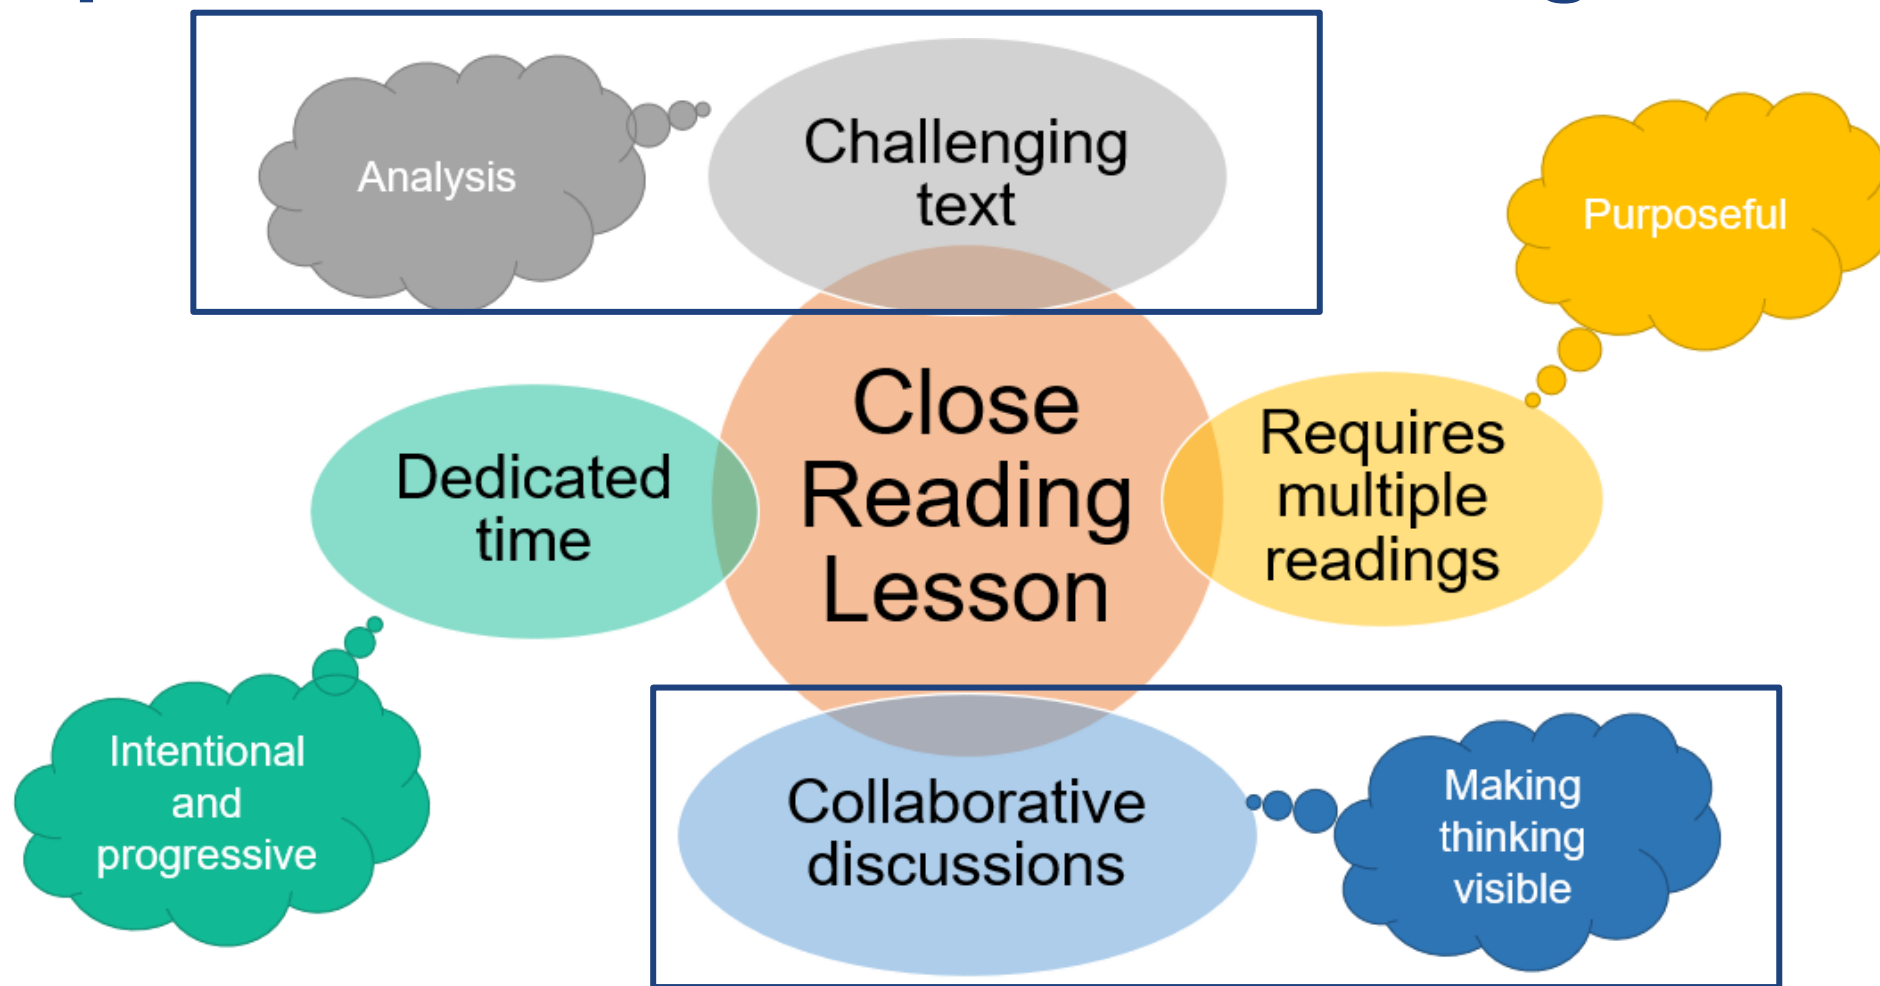 Analysis
Challenging
text
Purposeful
Close
Reading
Lesson
Dedicated
time
Requires
multiple
readings
Intentional
and
progressive
Collaborative
discussions
Making
thinking
visible